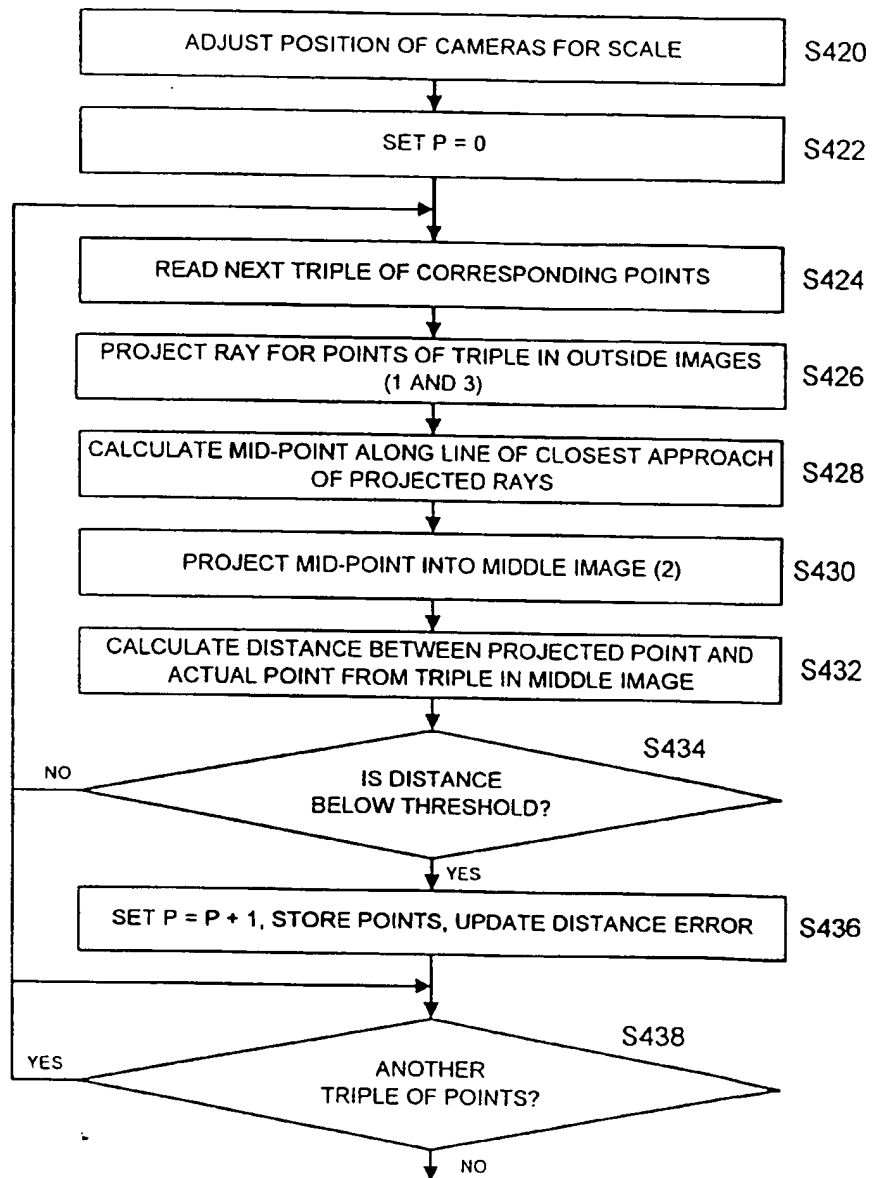 ADJUST POSITION OF CAMERAS FOR SCALE
S420
SET P = 0
S422
READ NEXT TRIPLE OF CORRESPONDING POINTS
S424
PROJECT RAY FOR POINTS OF TRIPLE IN OUTSIDE IMAGES
(1 AND 3)
S426
CALCULATE MID-POINT ALONG LINE OF CLOSEST APPROACH
OF PROJECTED RAYS
S428
PROJECT MID-POINT INTO MIDDLE IMAGE (2)
S430
CALCULATE DISTANCE BETWEEN PROJECTED POINT AND
ACTUAL POINT FROM TRIPLE IN MIDDLE IMAGE
S432
S434
NO
IS DISTANCE
BELOW THRESHOLD?
YES
SET P = P + 1, STORE POINTS, UPDATE DISTANCE ERROR
S436
S438
YES
ANOTHER
TRIPLE OF POINTS?
NO